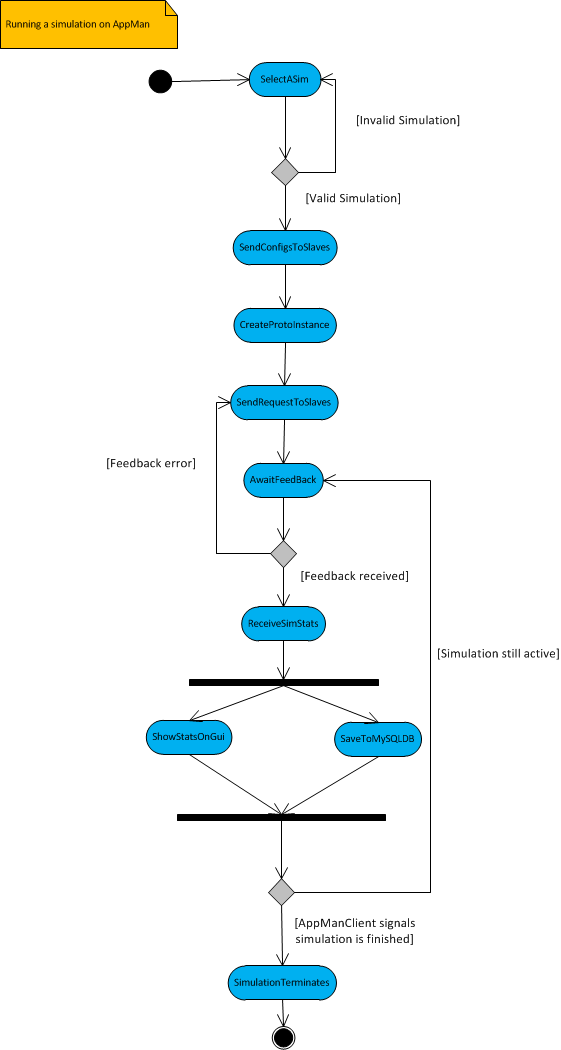 Running a simulation on AppMan
SelectASim
[Invalid Simulation]
[Valid Simulation]
SendConfigsToSlaves
CreateProtoInstance
SendRequestToSlaves
[Feedback error]
AwaitFeedBack
[Feedback received]
ReceiveSimStats
[Simulation still active]
ShowStatsOnGui
SaveToMySQLDB
[AppManClient signals
simulation is finished]
SimulationTerminates